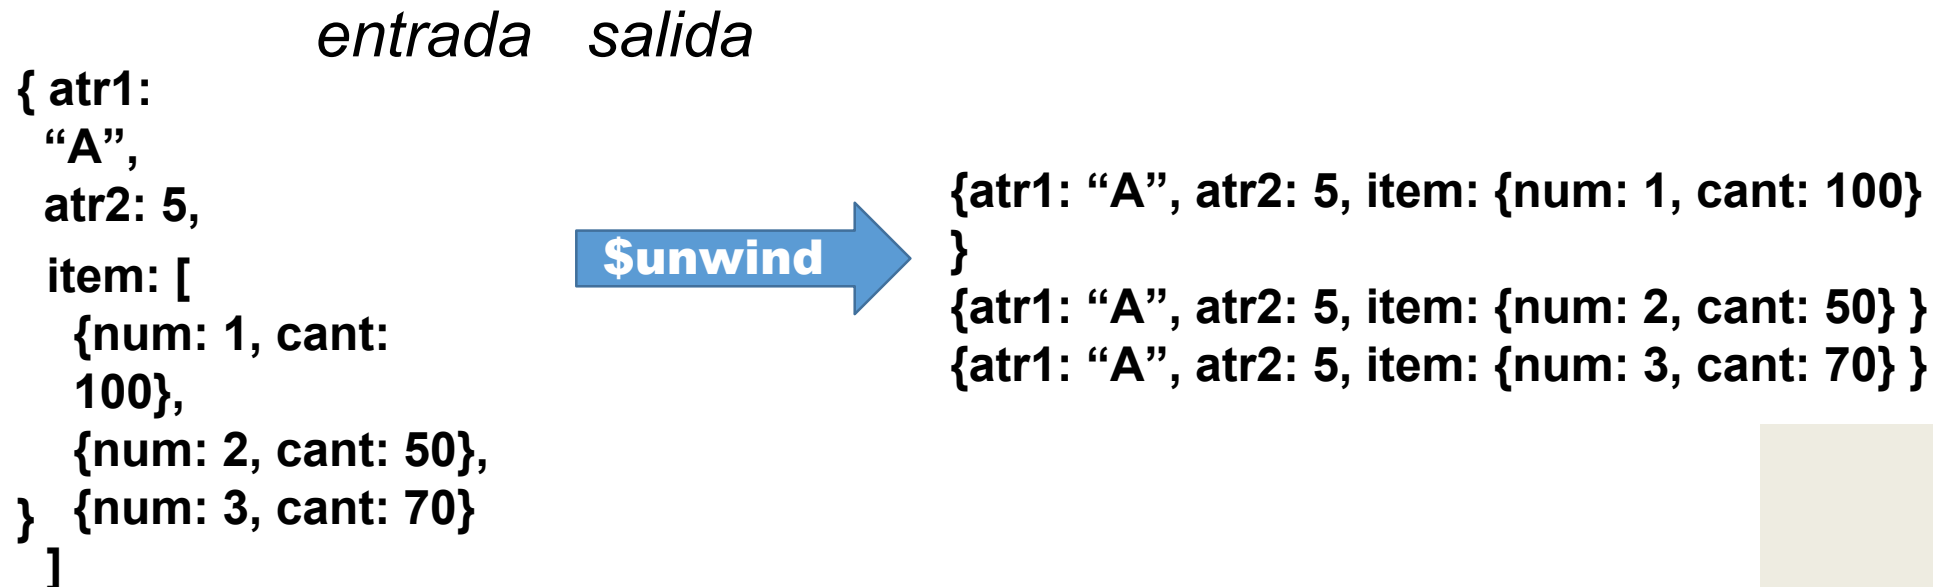 entrada salida
{ atr1:
“A”,
atr2: 5,
item: [
{num: 1, cant:
100},
{num: 2, cant: 50},
{num: 3, cant: 70}
}
]
$unwind
{atr1: “A”, atr2: 5, item: {num: 1, cant: 100}
}
{atr1: “A”, atr2: 5, item: {num: 2, cant: 50} }
{atr1: “A”, atr2: 5, item: {num: 3, cant: 70} }